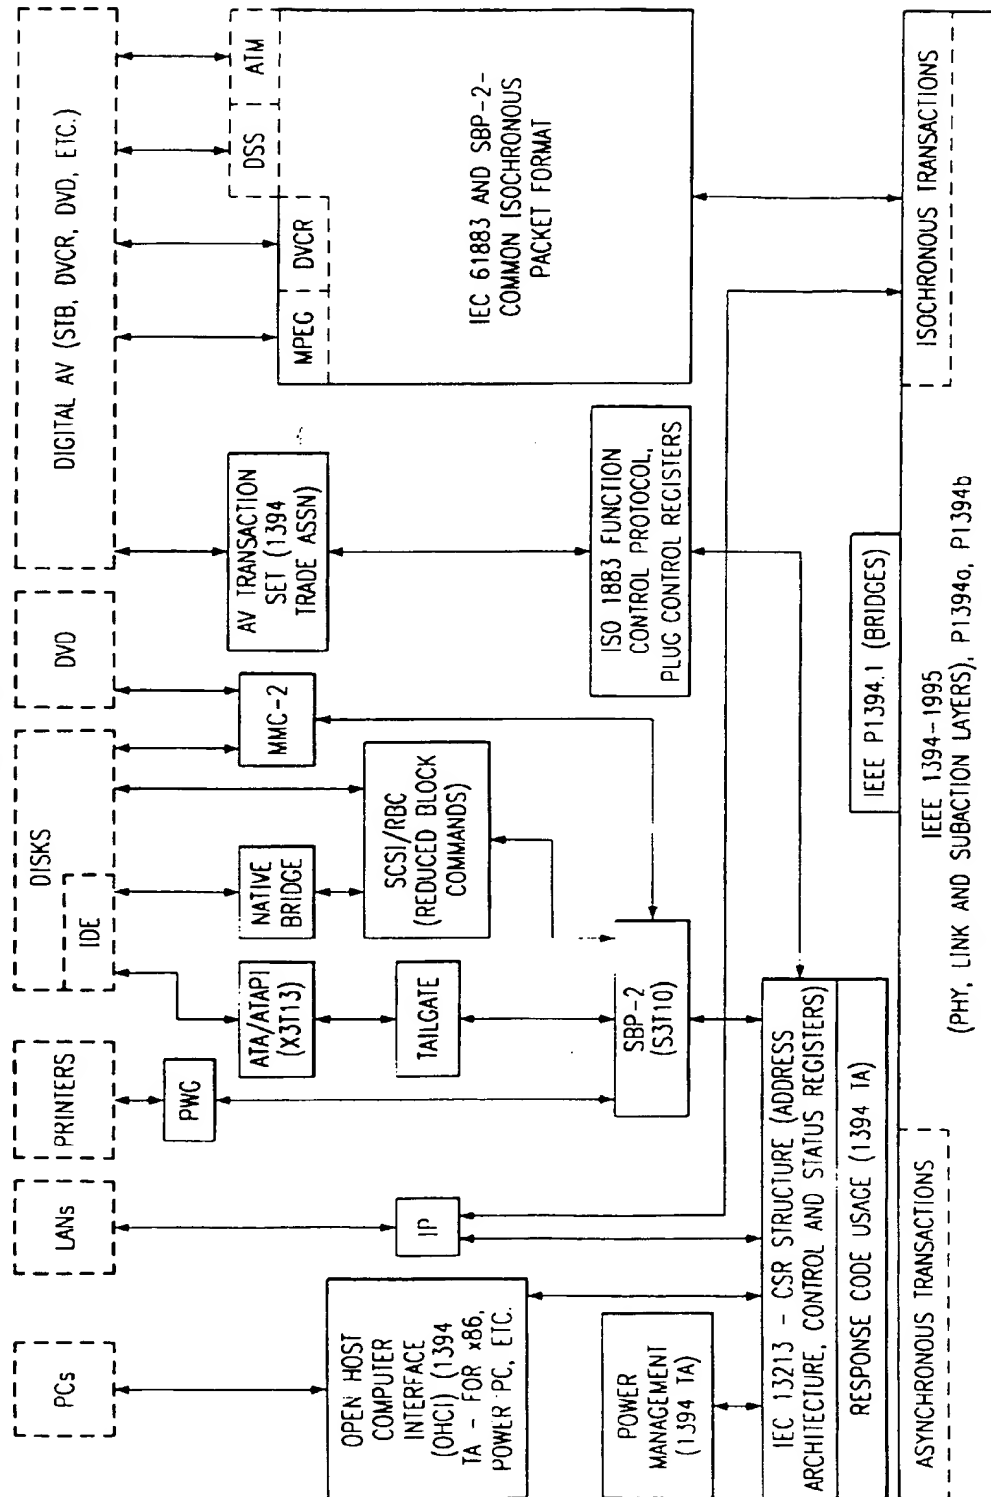 PCs
LANs
PRINTERS
IDE
DISKS
DVD
DIGITAL AV (STB, DVCR, DVD, ETC.)
PWG
ATA/ATAPI
(X3T13)
NATIVE
BRIDGE
MMC-2
AV TRANSACTION
SET (1394
TRADE ASSN)
MPEG
DVCR
DSS
ATM
OPEN HOST
COMPUTER
INTERFACE
(OHCI) (1394
TA - FOR x86,
POWER PC, ETC.
IP
TAILGATE
SCSI/RBC
(REDUCED BLOCK
COMMANDS)
IEC 61883 AND SBP-2-
COMMON ISOCHRONOUS
PACKET FORMAT
POWER
MANAGEMENT
(1394 TA)
SBP-2
(S3T10)
ISO 1883 FUNCTION
CONTROL PROTOCOL,
PLUG CONTROL REGISTERS
IEC 13213 - CSR STRUCTURE (ADDRESS
ARCHITECTURE, CONTROL AND STATUS REGISTERS)
RESPONSE CODE USAGE (1394 TA)
IEEE P1394.1 (BRIDGES)
ASYNCHRONOUS TRANSACTIONS
ISOCHRONOUS TRANSACTIONS
IEEE 1394-1995
(PHY, LINK AND SUBACTION LAYERS), P1394a, P1394b